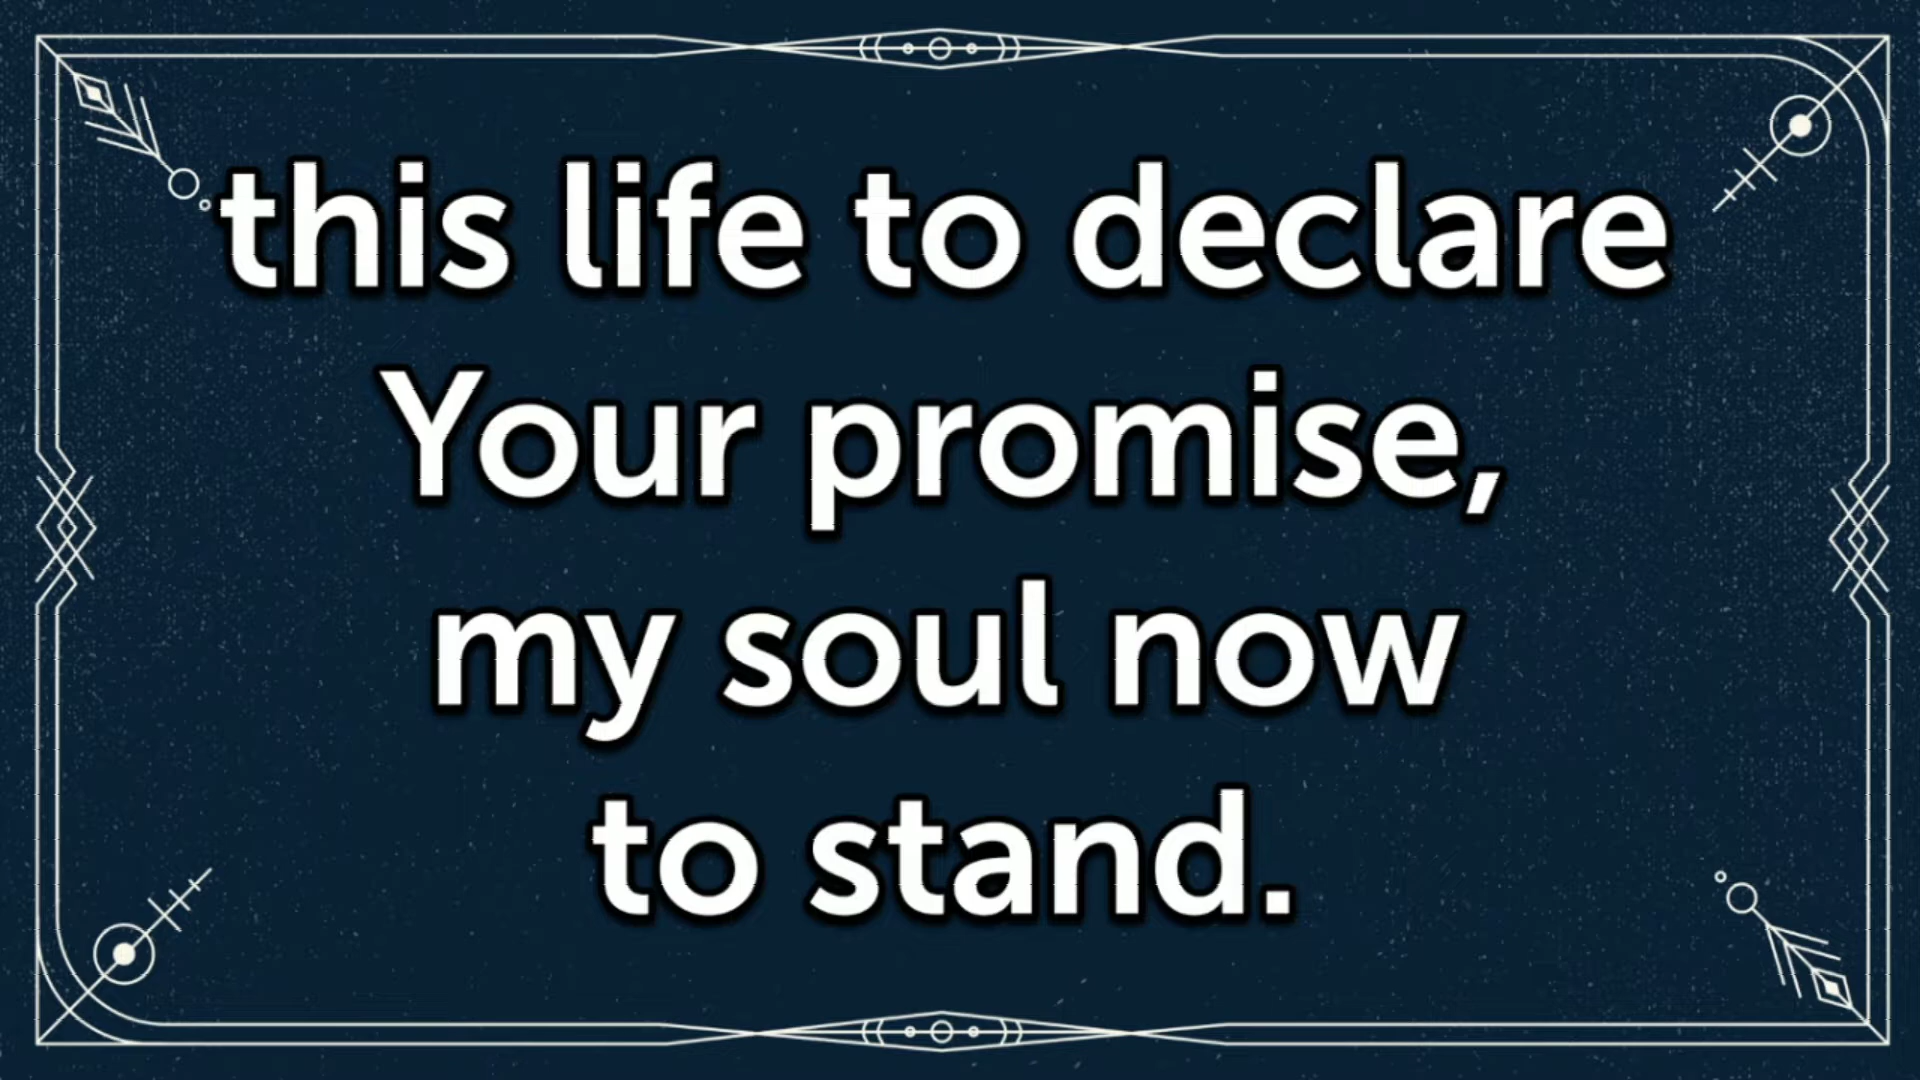 this life to declare
Your promise,
my soul now
to stand.